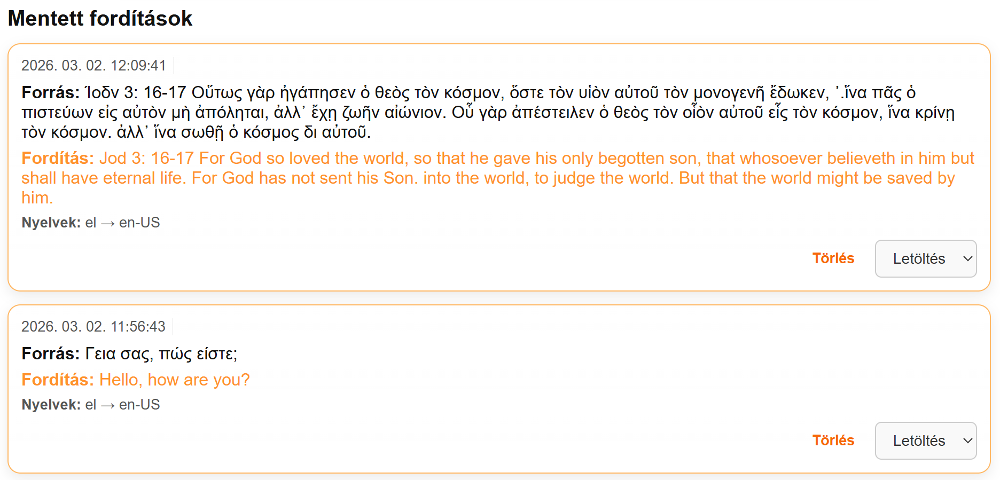 Mentett fordítások
2026. 03. 02. 12:09:41
Forrás: Ίοδν 3: 16-17 Οὕτως γὰρ ἠγάπησεν ὁ θεὸς τὸν κόσμον, ὅστε τὸν υἱὸν αὐτοῦ τὸν μονογενῆ ἔδωκεν, ᾽.ἵνα πᾶς ὁ
πιστεύων εἰς αὐτὸν μὴ ἀπόληται, ἀλλ᾽ ἔχῃ ζωῆν αἰώνιον. Οὖ γὰρ ἀπέστειλεν ὁ θεὸς τὸν οἷὸν αὐτοῦ εἷς τὸν κόσμον, ἵνα κρίνῃ
τὸν κόσμον. ἀλλ᾽ ἵνα σωθῇ ὁ κόσμος δι αὐτοῦ.
Fordítás: Jod 3: 16-17 For God so loved the world, so that he gave his only begotten son, that whosoever believeth in him but
shall have eternal life. For God has not sent his Son. into the world, to judge the world. But that the world might be saved by
him.
Nyelvek: el → en-US
Törlés Letöltés
2026. 03. 02. 11:56:43
Forrás: Γεια σας, πώς είστε;
Fordítás: Hello, how are you?
Nyelvek: el → en-US
Törlés Letöltés